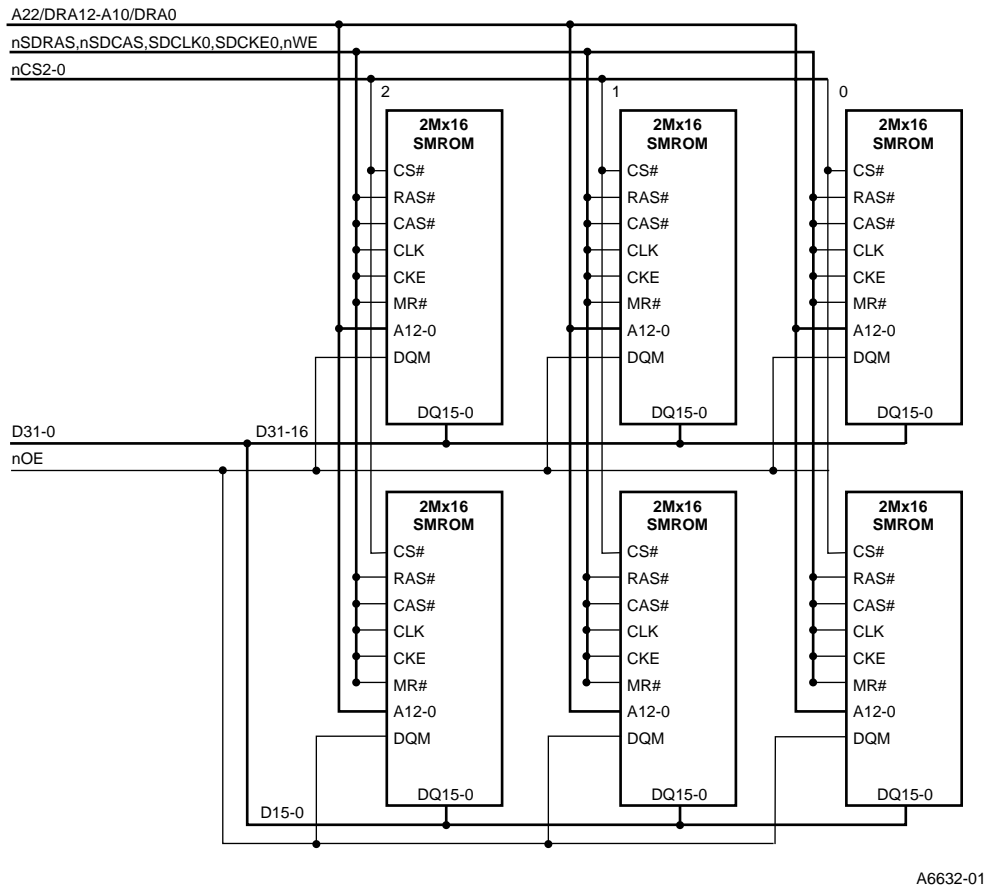 A22/DRA12-A10/DRA0
nSDRAS,nSDCAS,SDCLK0,SDCKE0,nWE
nCS2-0
2
1
0
2Mx16
SMROM
CS#
RAS#
CAS#
CLK
CKE
MR#
A12-0
DQM
DQ15-0
2Mx16
SMROM
CS#
RAS#
CAS#
CLK
CKE
MR#
A12-0
DQM
DQ15-0
2Mx16
SMROM
CS#
RAS#
CAS#
CLK
CKE
MR#
A12-0
DQM
DQ15-0
D31-0
D31-16
nOE
2Mx16
SMROM
CS#
RAS#
CAS#
CLK
CKE
MR#
A12-0
DQM
DQ15-0
2Mx16
SMROM
CS#
RAS#
CAS#
CLK
CKE
MR#
A12-0
DQM
DQ15-0
2Mx16
SMROM
CS#
RAS#
CAS#
CLK
CKE
MR#
A12-0
DQM
DQ15-0
D15-0
A6632-01